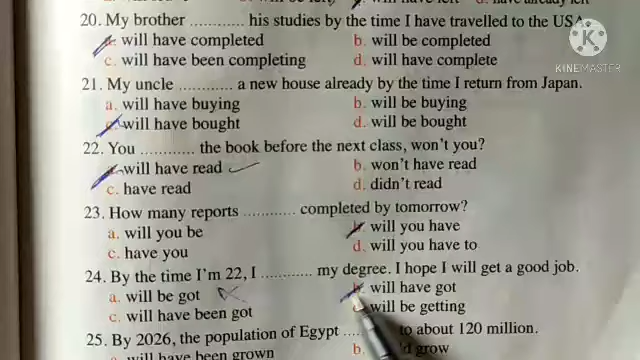 20. My brother ............ his studies by the time I have travelled to the USA.
a. will have completed b. will be completed
c. will have been completing d. will have complete
21. My uncle ............ a new house already by the time I return from Japan.
a. will have buying b. will be buying
c. will have bought d. will be bought
22. You ............ the book before the next class, won't you?
a. will have read b. won't have read
c. have read d. didn't read
23. How many reports ............ completed by tomorrow?
a. will you be b. will you have
c. have you d. will you have to
24. By the time I'm 22, I ............ my degree. I hope I will get a good job.
a. will be got b. will have got
c. will have been got will be getting
25. By 2026, the population of Egypt .... to about 120 million.
will have been grown b. grow
KINEMASTER